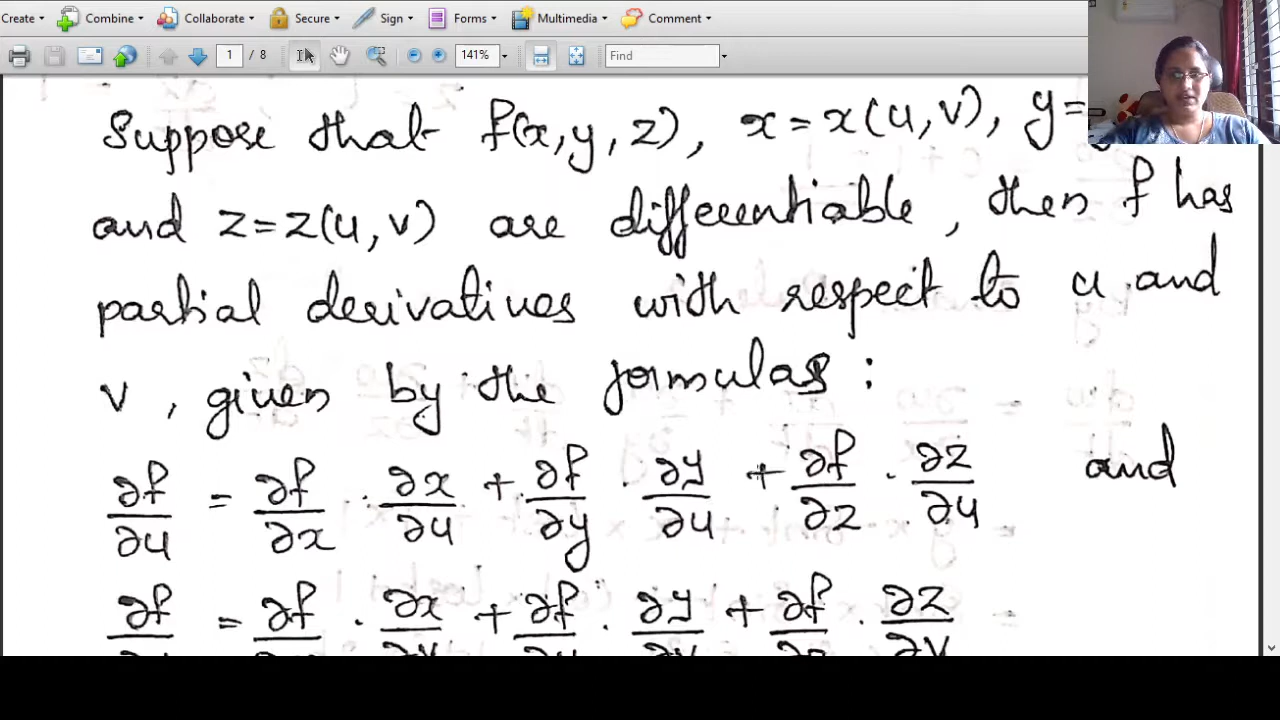 Create Combine Collaborate Secure Sign Forms Multimedia Comment
1 / 8 141% Find
Suppose that f(x, y, z), x = x(u, v), y =
and z = z(u, v) are differentiable, then f has
partial derivatives with respect to u and
v, given by the formulas:
∂f/∂u = ∂f/∂x · ∂x/∂u + ∂f/∂y · ∂y/∂u + ∂f/∂z · ∂z/∂u and
∂f = ∂f · ∂x/∂v + ∂f · ∂y + ∂f · ∂z/∂v